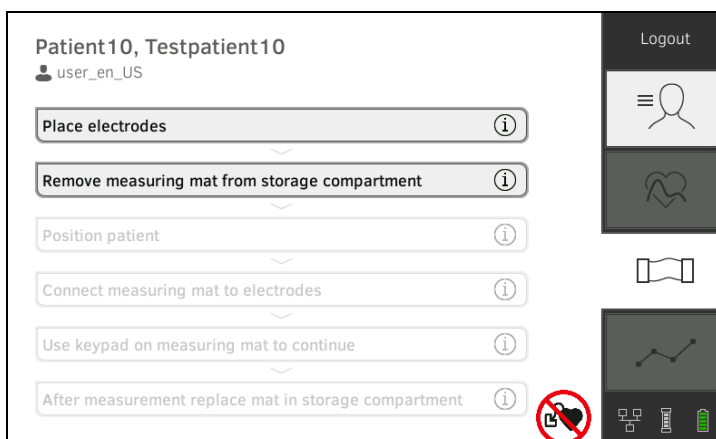 Patient10, Testpatient10
user_en_US
Place electrodes
Remove measuring mat from storage compartment
Position patient
Connect measuring mat to electrodes
Use keypad on measuring mat to continue
After measurement replace mat in storage compartment
Logout